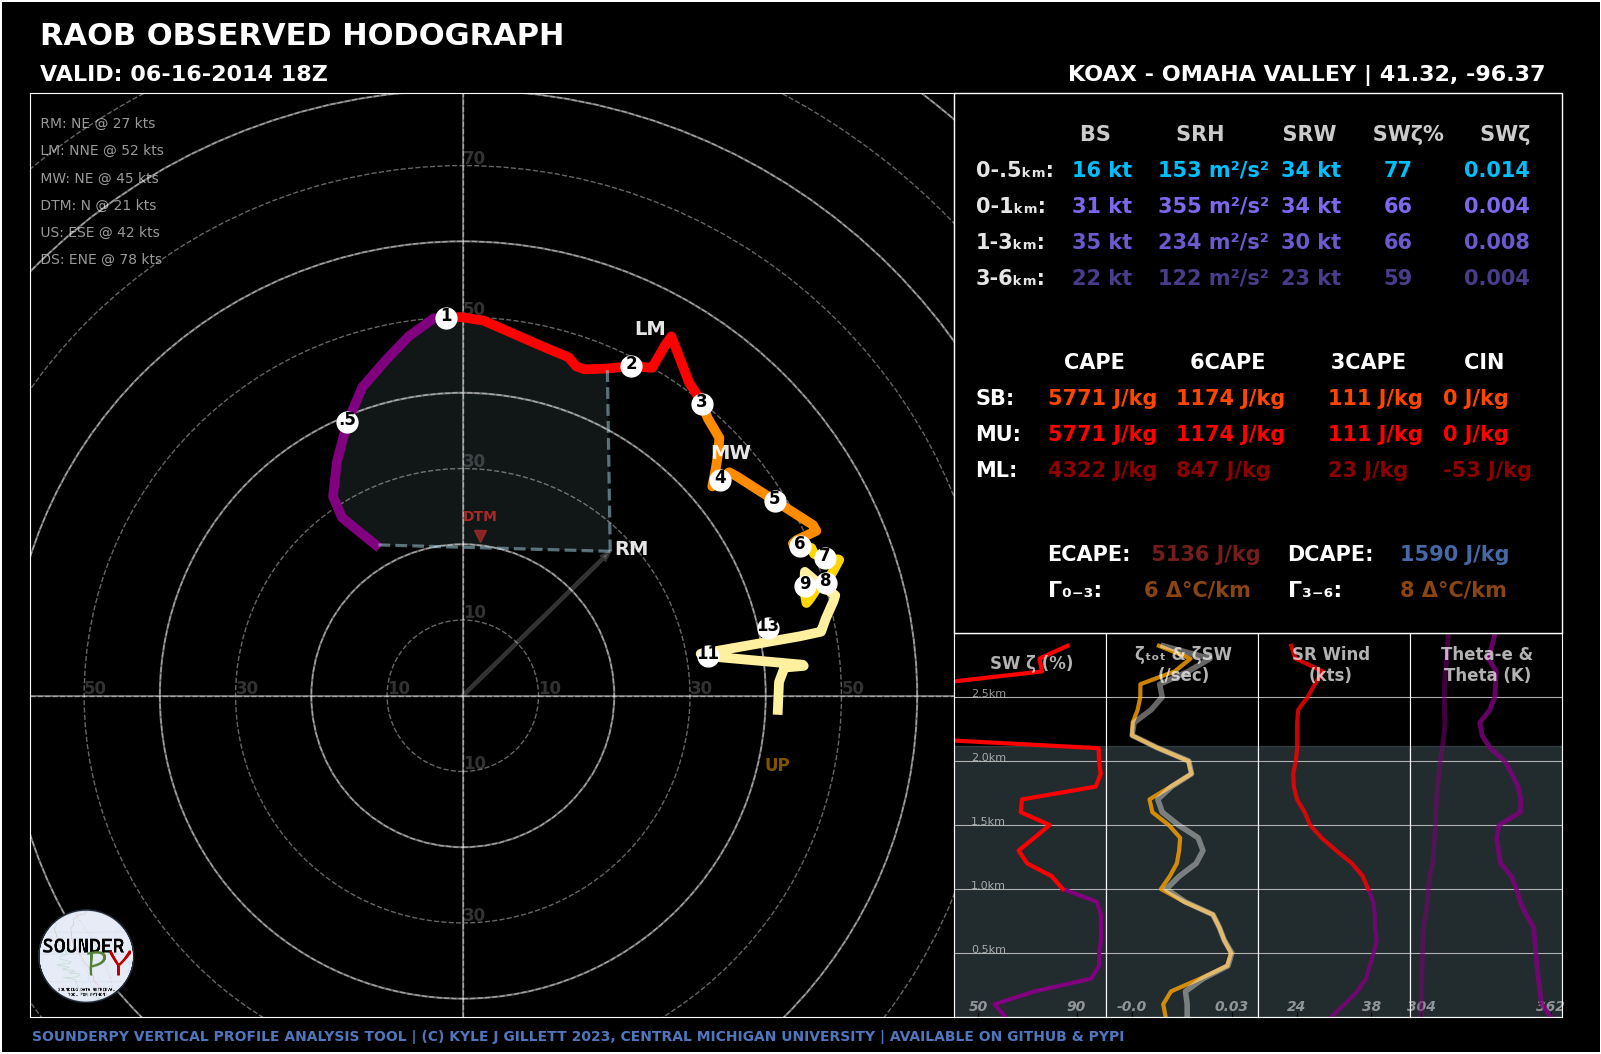 RAOB OBSERVED HODOGRAPH
VALID: 06-16-2014 18Z
KOAX - OMAHA VALLEY | 41.32, -96.37
RM: NE @ 27 kts
LM: NNE @ 52 kts
MW: NE @ 45 kts
DTM: N @ 21 kts
US: ESE @ 42 kts
DS: ENE @ 78 kts
70
50
30
10
50 30 10 10 30 50
10
30
.5
1
2
3
4
5
6
7
8
9
11
13
LM
MW
DTM
RM
UP
BS SRH SRW SWζ% SWζ
0-.5ₖₘ: 16 kt 153 m²/s² 34 kt 77 0.014
0-1ₖₘ: 31 kt 355 m²/s² 34 kt 66 0.004
1-3ₖₘ: 35 kt 234 m²/s² 30 kt 66 0.008
3-6ₖₘ: 22 kt 122 m²/s² 23 kt 59 0.004
CAPE 6CAPE 3CAPE CIN
SB: 5771 J/kg 1174 J/kg 111 J/kg 0 J/kg
MU: 5771 J/kg 1174 J/kg 111 J/kg 0 J/kg
ML: 4322 J/kg 847 J/kg 23 J/kg -53 J/kg
ECAPE: 5136 J/kg DCAPE: 1590 J/kg
Γ₀₋₃: 6 Δ°C/km Γ₃₋₆: 8 Δ°C/km
SW ζ (%)
ζₜₒₜ & ζSW
(/sec)
SR Wind
(kts)
Theta-e &
Theta (K)
2.5km
2.0km
1.5km
1.0km
0.5km
50 90 -0.0 0.03 24 38 304 362
SOUNDER
PY
SOUNDING DATA RETRIEVAL
TOOL FOR PYTHON
SOUNDERPY VERTICAL PROFILE ANALYSIS TOOL | (C) KYLE J GILLETT 2023, CENTRAL MICHIGAN UNIVERSITY | AVAILABLE ON GITHUB & PYPI